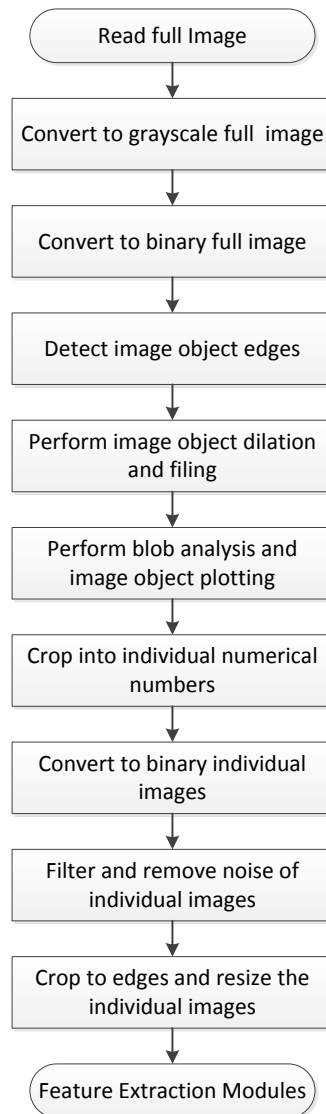 Read full Image
Convert to grayscale full  image
Convert to binary full image
Detect image object edges
Perform image object dilation
and filing
Perform blob analysis and
image object plotting
Crop into individual numerical
numbers
Convert to binary individual
images
Filter and remove noise of
individual images
Crop to edges and resize the
individual images
Feature Extraction Modules